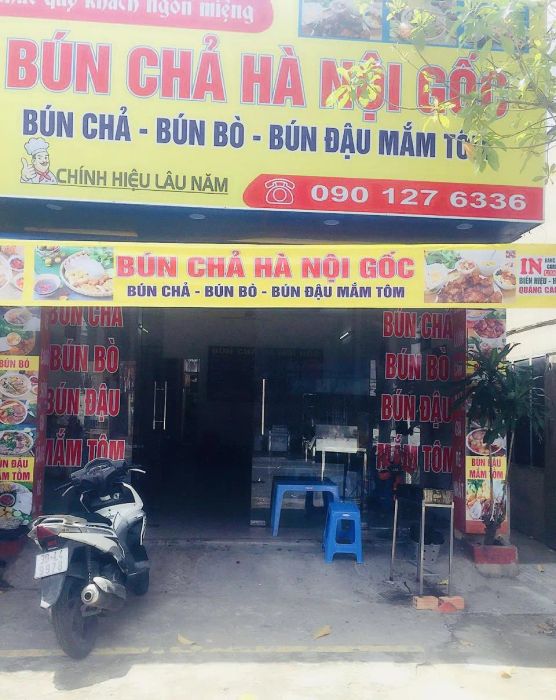 quý khách ngon miệng
BÚN CHẢ HÀ NỘI GỐC
BÚN CHẢ - BÚN BÒ - BÚN ĐẬU MẮM TÔM
CHÍNH HIỆU LÂU NĂM
090 127 6336
BÚN CHẢ HÀ NỘI GỐC
BÚN CHẢ - BÚN BÒ - BÚN ĐẬU MẮM TÔM
IN
BIỂN HIỆU
QUẢNG
BÚN CHẢ
BÚN BÒ
BÚN ĐẬU
MẮM TÔM
BÚN CHẢ
BÚN BÒ
BÚN ĐẬU
MẮM TÔM
BÚN BÒ
BÚN ĐẬU
MẮM TÔM
BÚN ĐẬU
MẮM TÔM